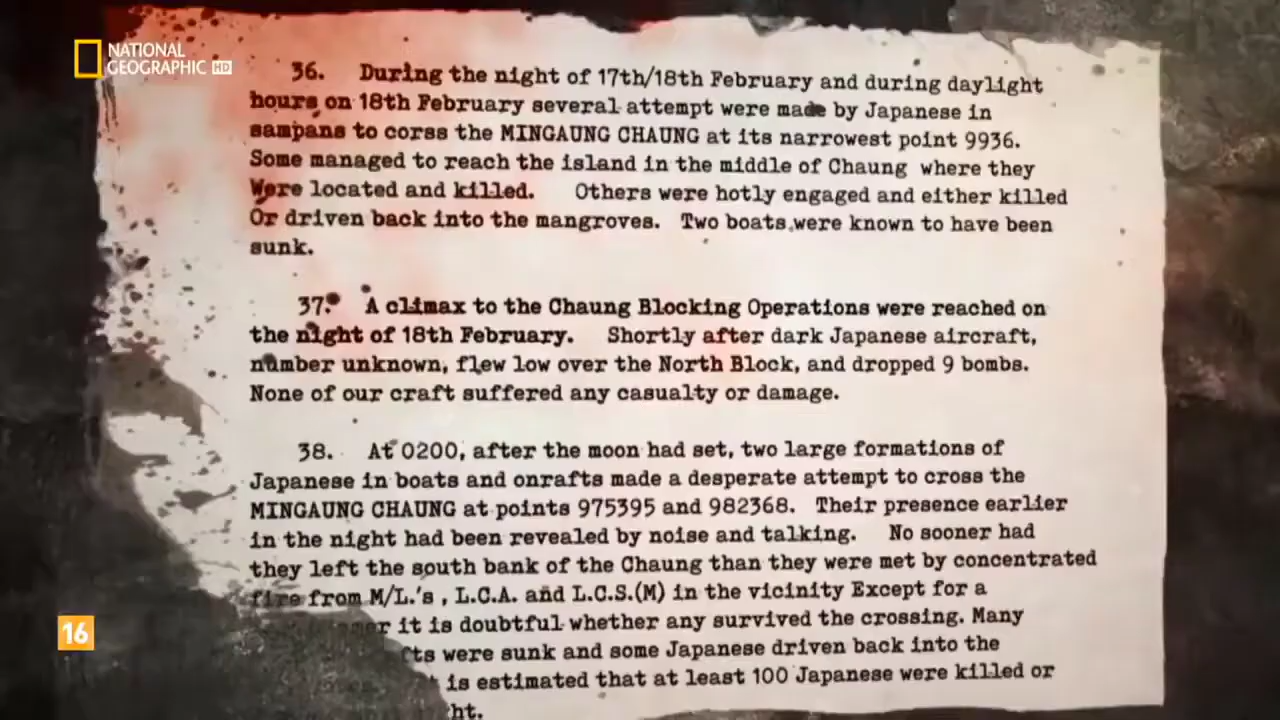 NATIONAL
GEOGRAPHIC HD
36. During the night of 17th/18th February and during daylight
hours on 18th February several attempt were made by Japanese in
sampans to corss the MINGAUNG CHAUNG at its narrowest point 9936.
Some managed to reach the island in the middle of Chaung where they
Were located and killed. Others were hotly engaged and either killed
Or driven back into the mangroves. Two boats were known to have been
sunk.
37. A climax to the Chaung Blocking Operations were reached on
the night of 18th February. Shortly after dark Japanese aircraft,
number unknown, flew low over the North Block, and dropped 9 bombs.
None of our craft suffered any casualty or damage.
38. At 0200, after the moon had set, two large formations of
Japanese in boats and onrafts made a desperate attempt to cross the
MINGAUNG CHAUNG at points 975395 and 982368. Their presence earlier
in the night had been revealed by noise and talking. No sooner had
they left the south bank of the Chaung than they were met by concentrated
fire from M/L.'s , L.C.A. and L.C.S.(M) in the vicinity Except for a
it is doubtful whether any survived the crossing. Many
were sunk and some Japanese driven back into the
is estimated that at least 100 Japanese were killed or
16